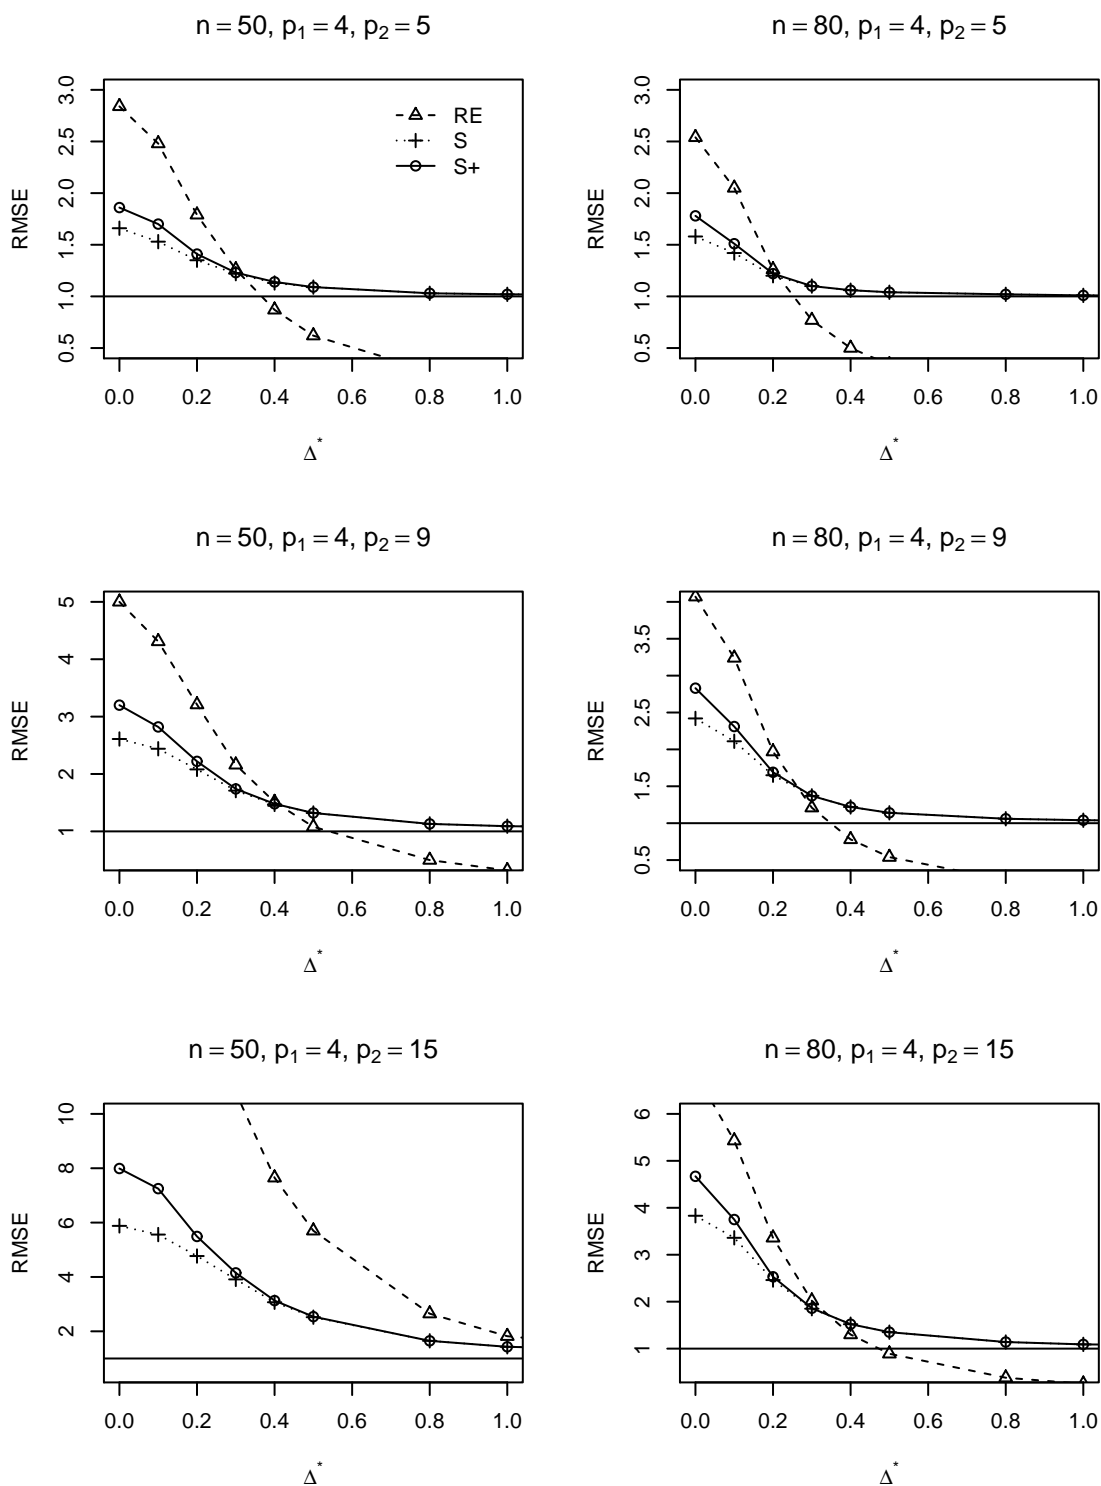 n = 50, p₁ = 4, p₂ = 5
RMSE
3.0
2.5
2.0
1.5
1.0
0.5
RE
S
S+
0.0 0.2 0.4 0.6 0.8 1.0
Δ*
n = 80, p₁ = 4, p₂ = 5
RMSE
3.0
2.5
2.0
1.5
1.0
0.5
0.0 0.2 0.4 0.6 0.8 1.0
Δ*
n = 50, p₁ = 4, p₂ = 9
RMSE
5
4
3
2
1
0.0 0.2 0.4 0.6 0.8 1.0
Δ*
n = 80, p₁ = 4, p₂ = 9
RMSE
3.5
2.5
1.5
0.5
0.0 0.2 0.4 0.6 0.8 1.0
Δ*
n = 50, p₁ = 4, p₂ = 15
RMSE
10
8
6
4
2
0.0 0.2 0.4 0.6 0.8 1.0
Δ*
n = 80, p₁ = 4, p₂ = 15
RMSE
6
5
4
3
2
1
0.0 0.2 0.4 0.6 0.8 1.0
Δ*